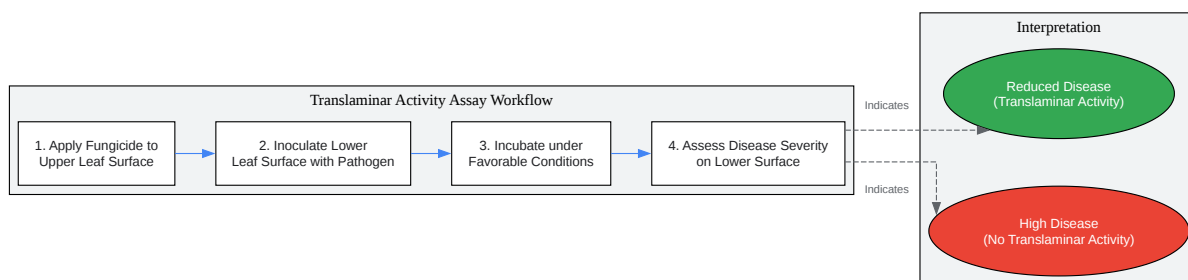 Translaminar Activity Assay Workflow
1. Apply Fungicide to
Upper Leaf Surface
2. Inoculate Lower
Leaf Surface with Pathogen
3. Incubate under
Favorable Conditions
4. Assess Disease Severity
on Lower Surface
Indicates
Indicates
Interpretation
Reduced Disease
(Translaminar Activity)
High Disease
(No Translaminar Activity)